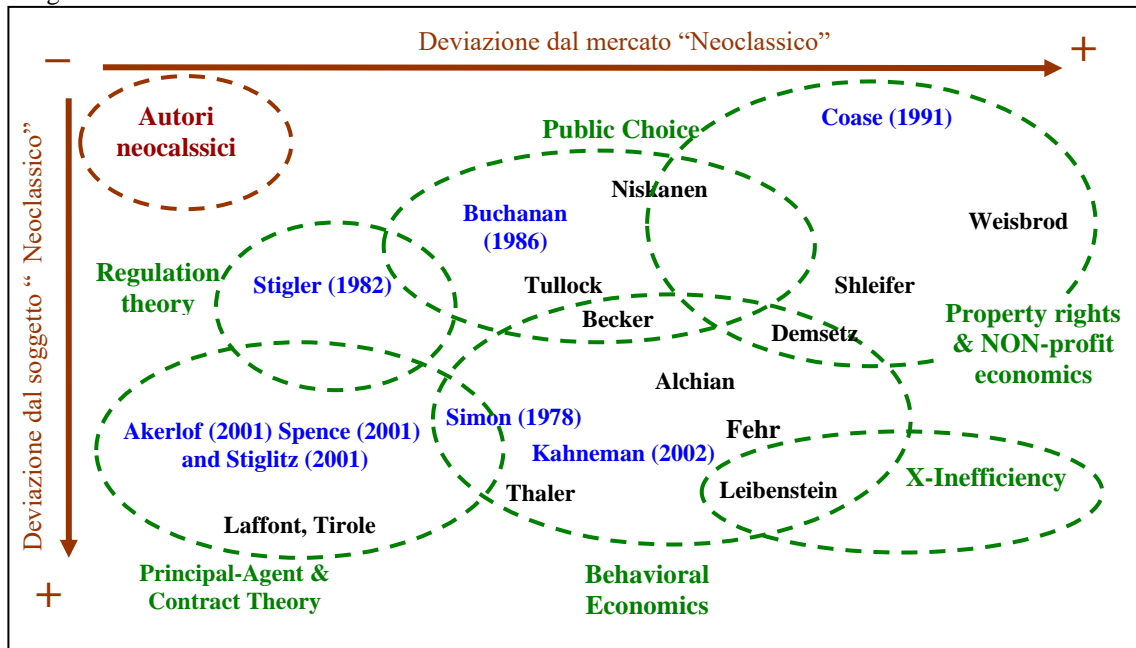 Deviazione dal mercato “Neoclassico”
−
+
Deviazione dal soggetto “ Neoclassico”
+
Autori
neocalssici
Public Choice
Coase (1991)
Niskanen
Buchanan
(1986)
Weisbrod
Regulation
theory
Stigler (1982)
Tullock
Shleifer
Becker
Demsetz
Property rights
& NON-profit
economics
Alchian
Simon (1978)
Akerlof (2001) Spence (2001)
and Stiglitz (2001)
Fehr
Kahneman (2002)
Thaler
Leibenstein
X-Inefficiency
Laffont, Tirole
Principal-Agent &
Contract Theory
Behavioral
Economics